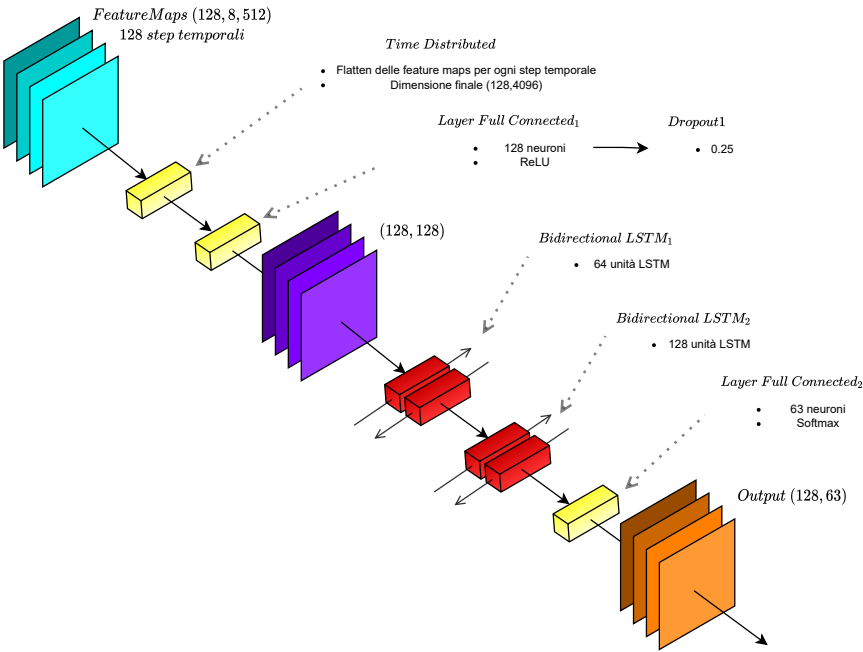 FeatureMaps (128, 8, 512)
128 step temporali
Time Distributed
• Flatten delle feature maps per ogni step temporale
• Dimensione finale (128,4096)
Layer Full Connected₁
• 128 neuroni
• ReLU
Dropout1
• 0.25
(128, 128)
Bidirectional LSTM₁
• 64 unità LSTM
Bidirectional LSTM₂
• 128 unità LSTM
Layer Full Connected₂
• 63 neuroni
• Softmax
Output (128, 63)